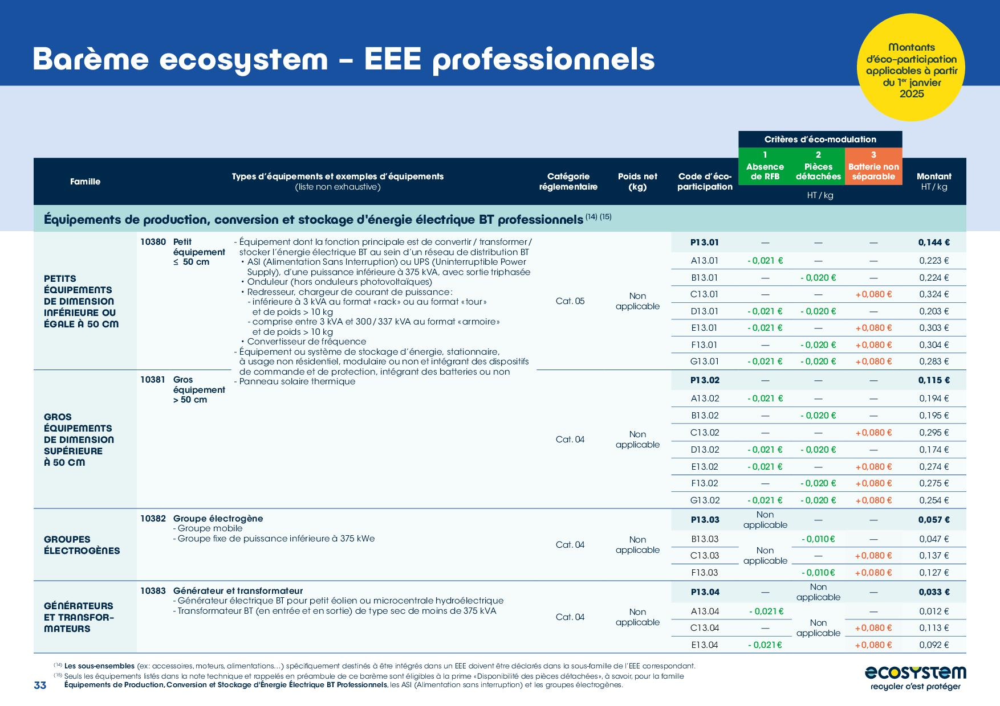 Barème ecosystem – EEE professionnels
Montants
d’éco-participation
applicables à partir
du 1er janvier
2025
Critères d’éco-modulation
Famille
Types d’équipements et exemples d’équipements
(liste non exhaustive)
Catégorie
réglementaire
Poids net
(kg)
Code d’éco-
participation
1
Absence
de RFB
2
Pièces
détachées
3
Batterie non
séparable
HT / kg
Montant
HT / kg
Équipements de production, conversion et stockage d'énergie électrique BT professionnels (14) (15)
PETITS
ÉQUIPEMENTS
DE DIMENSION
INFÉRIEURE OU
ÉGALE À 50 CM
10380 Petit
équipement
≤ 50 cm
- Équipement dont la fonction principale est de convertir / transformer /
stocker l’énergie électrique BT au sein d’un réseau de distribution BT
• ASI (Alimentation Sans Interruption) ou UPS (Uninterruptible Power
Supply), d’une puissance inférieure à 375 kVA, avec sortie triphasée
• Onduleur (hors onduleurs photovoltaïques)
• Redresseur, chargeur de courant de puissance :
- inférieure à 3 kVA au format «rack» ou au format «tour»
et de poids > 10 kg
- comprise entre 3 kVA et 300 / 337 kVA au format «armoire»
et de poids > 10 kg
• Convertisseur de fréquence
- Équipement ou système de stockage d’énergie, stationnaire,
à usage non résidentiel, modulaire ou non et intégrant des dispositifs
de commande et de protection, intégrant des batteries ou non
- Panneau solaire thermique
Cat. 05
Non
applicable
P13.01 — — — 0,144 €
A13.01 - 0,021 € — — 0,223 €
B13.01 — - 0,020 € — 0,224 €
C13.01 — — +0,080 € 0,324 €
D13.01 - 0,021 € - 0,020 € — 0,203 €
E13.01 - 0,021 € — +0,080 € 0,303 €
F13.01 — - 0,020 € +0,080 € 0,304 €
G13.01 - 0,021 € - 0,020 € +0,080 € 0,283 €
GROS
ÉQUIPEMENTS
DE DIMENSION
SUPÉRIEURE
À 50 CM
10381 Gros
équipement
> 50 cm
Cat. 04
Non
applicable
P13.02 — — — 0,115 €
A13.02 - 0,021 € — — 0,194 €
B13.02 — - 0,020 € — 0,195 €
C13.02 — — +0,080 € 0,295 €
D13.02 - 0,021 € - 0,020 € — 0,174 €
E13.02 - 0,021 € — +0,080 € 0,274 €
F13.02 — - 0,020 € +0,080 € 0,275 €
G13.02 - 0,021 € - 0,020 € +0,080 € 0,254 €
GROUPES
ÉLECTROGÈNES
10382 Groupe électrogène
- Groupe mobile
- Groupe fixe de puissance inférieure à 375 kWe
Cat. 04
Non
applicable
P13.03 Non applicable — — 0,057 €
B13.03 - 0,010 € — 0,047 €
Non
applicable
C13.03 — +0,080 € 0,137 €
F13.03 - 0,010 € +0,080 € 0,127 €
GÉNÉRATEURS
ET TRANSFOR-
MATEURS
10383 Générateur et transformateur
- Générateur électrique BT pour petit éolien ou microcentrale hydroélectrique
- Transformateur BT (en entrée et en sortie) de type sec de moins de 375 kVA
Cat. 04
Non
applicable
P13.04 — Non applicable — 0,033 €
A13.04 - 0,021 € — 0,012 €
Non
applicable
C13.04 — +0,080 € 0,113 €
E13.04 - 0,021 € +0,080 € 0,092 €
(14) Les sous-ensembles (ex : accessoires, moteurs, alimentations...) spécifiquement destinés à être intégrés dans un EEE doivent être déclarés dans la sous-famille de l’EEE correspondant.
(15) Seuls les équipements listés dans la note technique et rappelés en préambule de ce barème sont éligibles à la prime «Disponibilité des pièces détachées», à savoir, pour la famille
Équipements de Production, Conversion et Stockage d'Énergie Électrique BT Professionnels, les ASI (Alimentation sans interruption) et les groupes électrogènes.
33
ecosystem
recycler c’est protéger